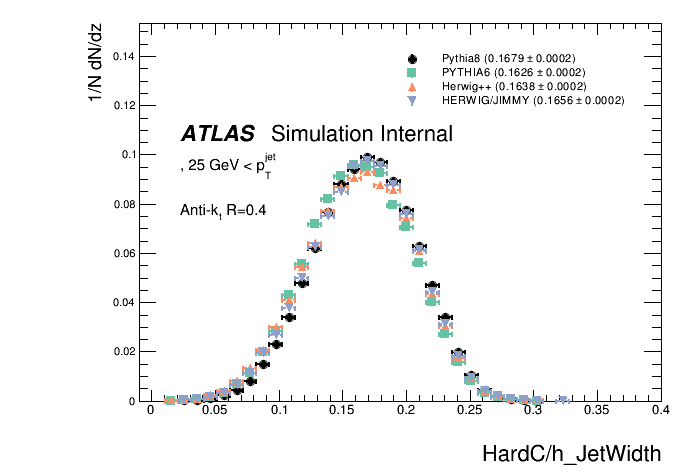 1/N dN/dz
0.14
0.12
0.1
0.08
0.06
0.04
0.02
0
Pythia8 (0.1679 ± 0.0002)
PYTHIA6 (0.1626 ± 0.0002)
Herwig++ (0.1638 ± 0.0002)
HERWIG/JIMMY (0.1656 ± 0.0002)
ATLAS Simulation Internal
, 25 GeV < p_T^jet
Anti-k_t R=0.4
0 0.05 0.1 0.15 0.2 0.25 0.3 0.35 0.4
HardC/h_JetWidth